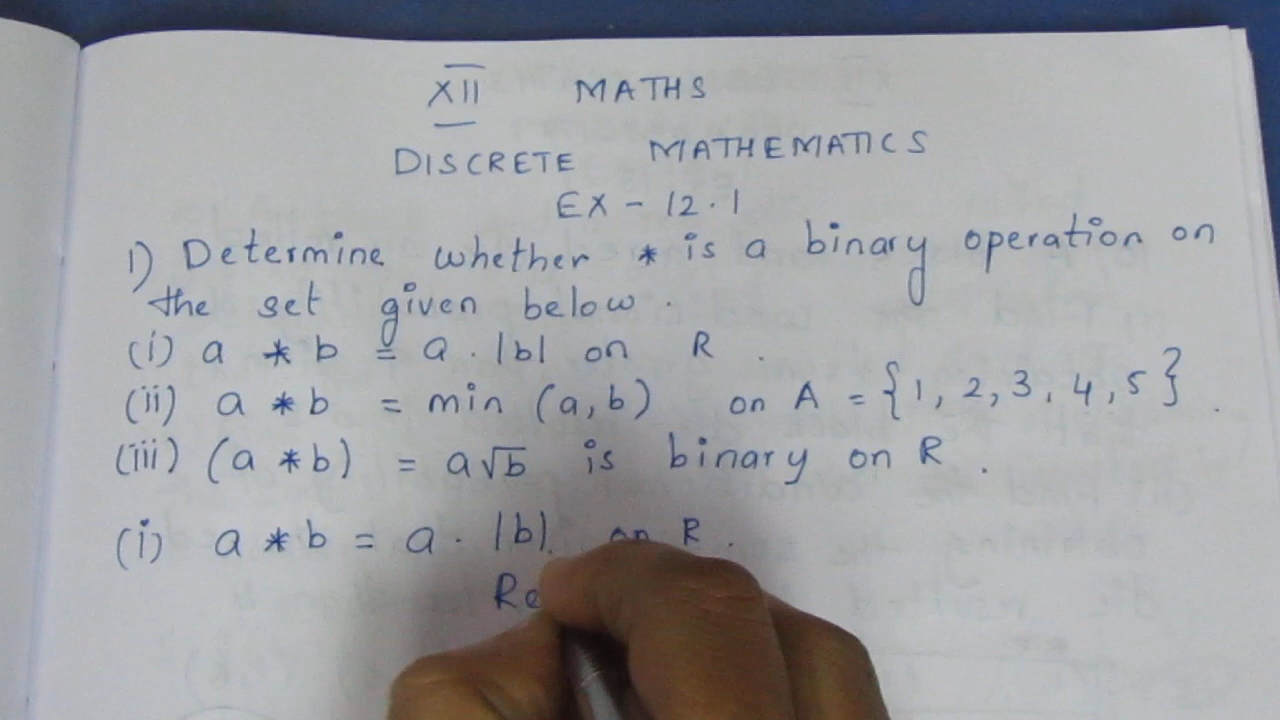 XII MATHS
DISCRETE MATHEMATICS
EX - 12.1
1) Determine whether * is a binary operation on
the set given below.
(i) a * b = a . |b| on R .
(ii) a * b = min (a, b) on A = {1, 2, 3, 4, 5} .
(iii) (a * b) = a√b is binary on R .
(i) a * b = a . |b| on R .